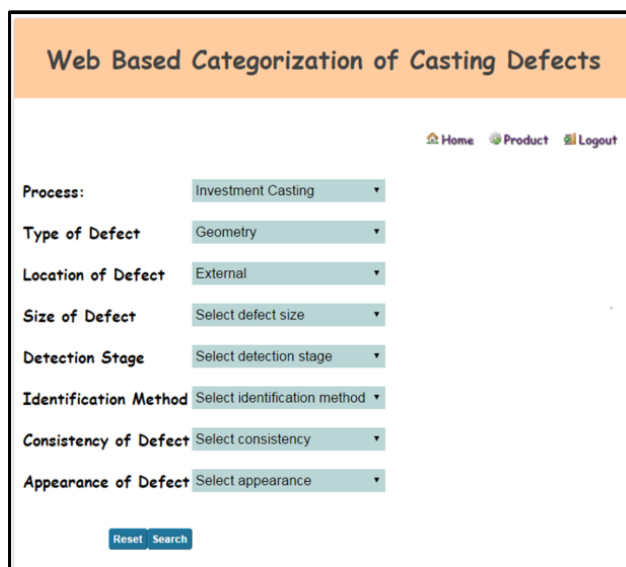 Web Based Categorization of Casting Defects
Home Product Logout
Process: Investment Casting
Type of Defect Geometry
Location of Defect External
Size of Defect Select defect size
Detection Stage Select detection stage
Identification Method Select identification method
Consistency of Defect Select consistency
Appearance of Defect Select appearance
Reset Search